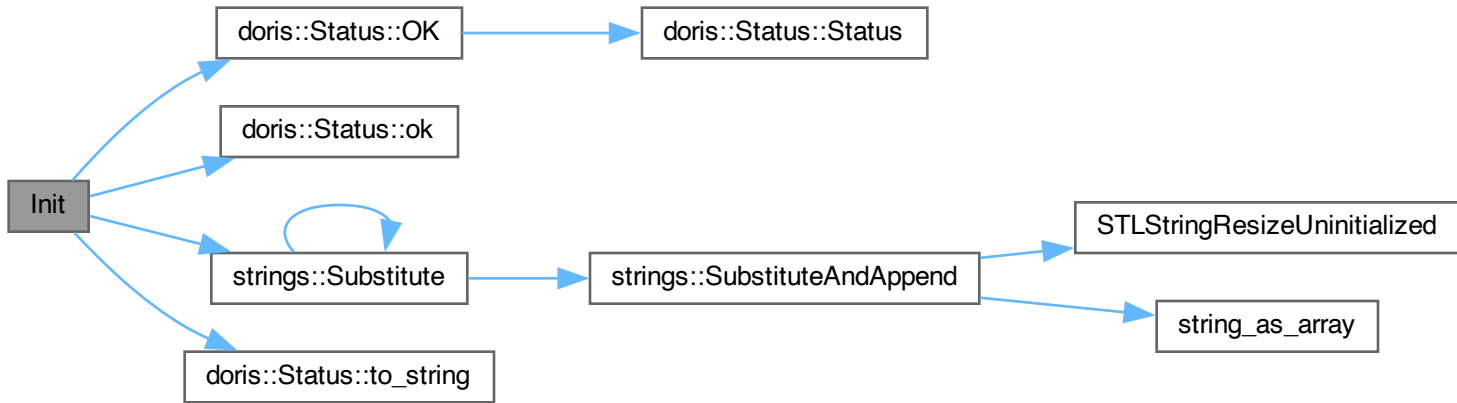 doris::Status::OK
doris::Status::Status
doris::Status::ok
Init
STLStringResizeUninitialized
strings::Substitute
strings::SubstituteAndAppend
string_as_array
doris::Status::to_string